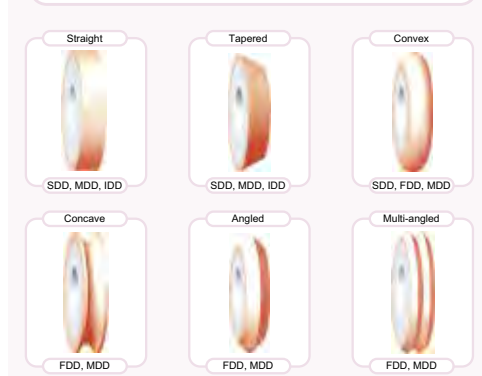 Straight
Tapered
Convex
SDD, MDD, IDD
SDD, MDD, IDD
SDD, FDD, MDD
Concave
Angled
Multi-angled
FDD, MDD
FDD, MDD
FDD, MDD